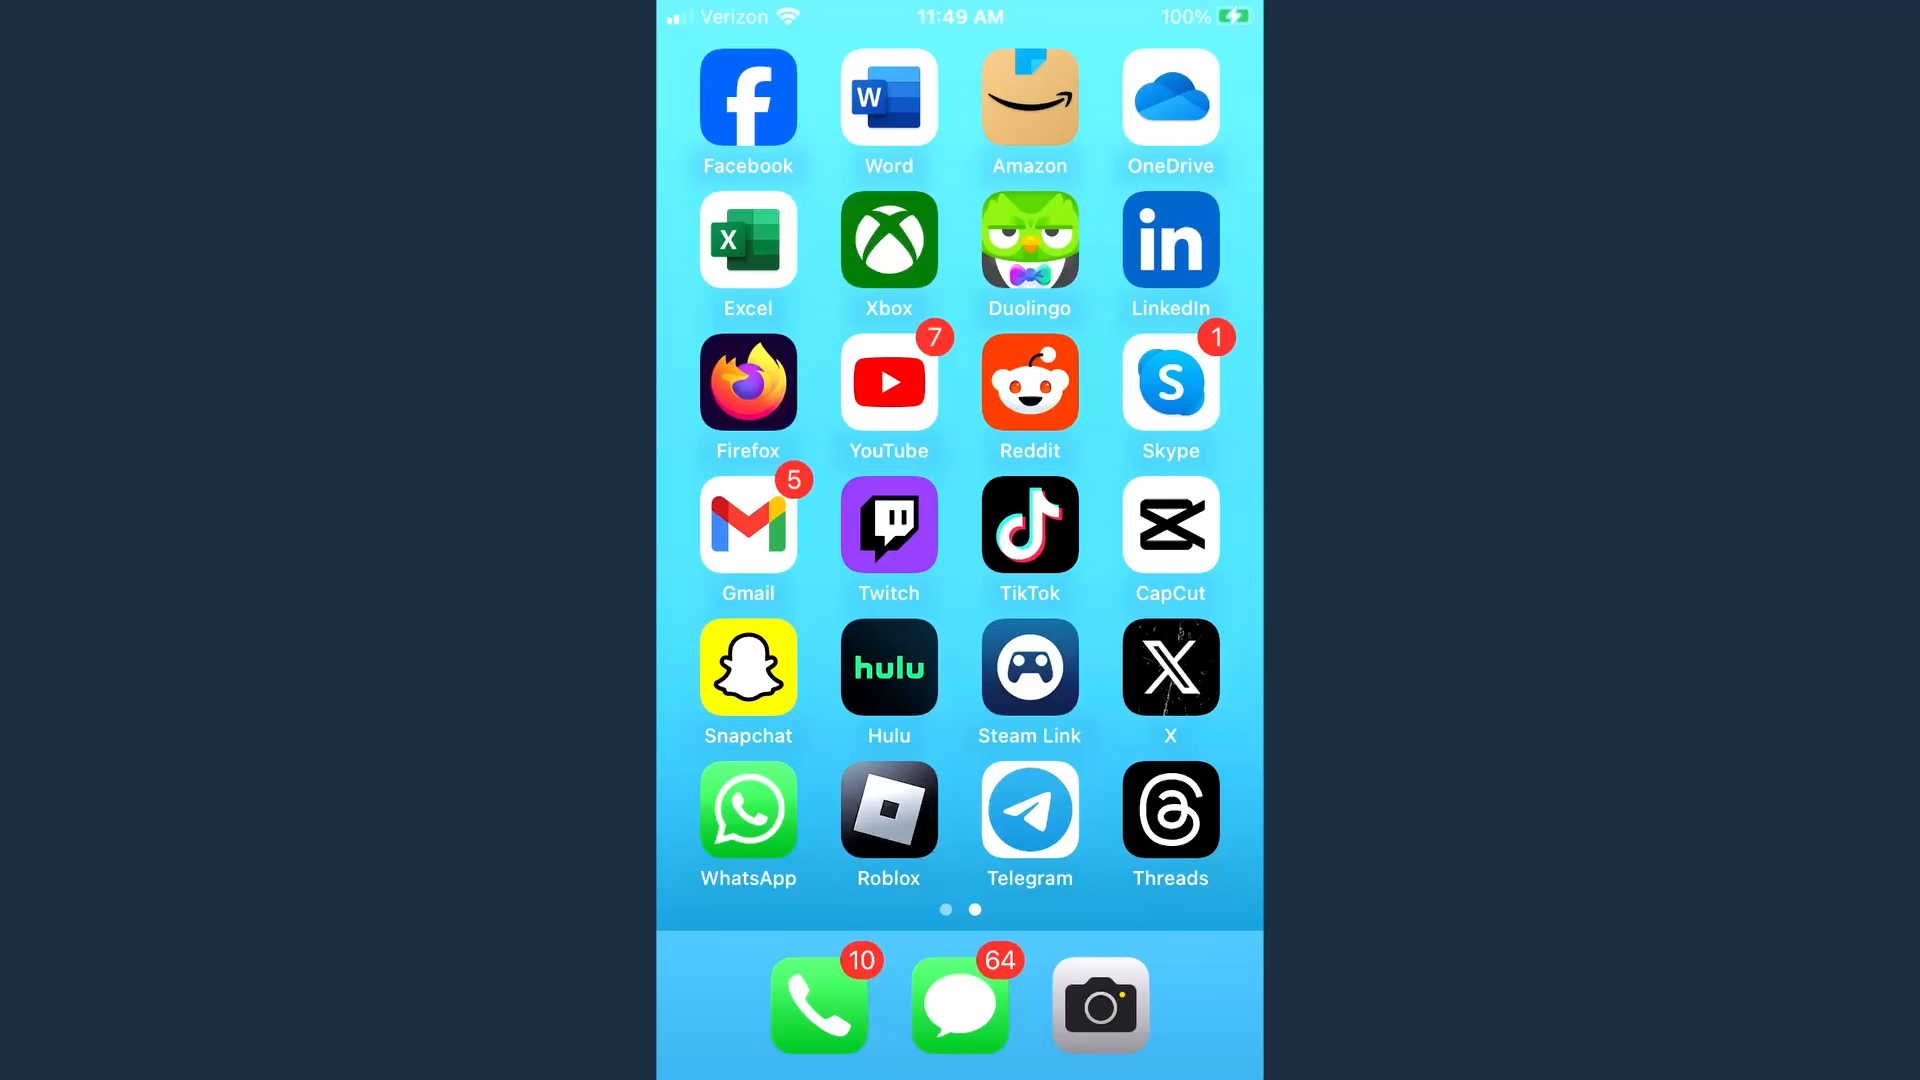 Verizon 11:49 AM 100%
W
Facebook Word Amazon OneDrive
X in
Excel Xbox Duolingo LinkedIn
7 1
S
Firefox YouTube Reddit Skype
5
Gmail Twitch TikTok CapCut
hulu
Snapchat Hulu Steam Link X
WhatsApp Roblox Telegram Threads
10 64